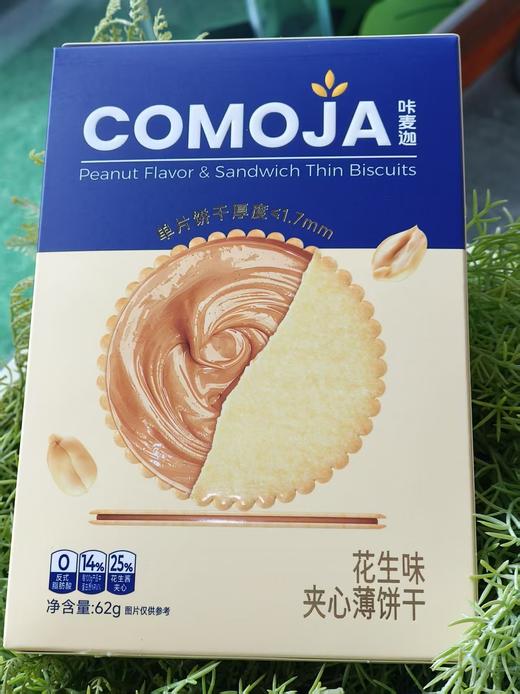 COMOJA
咔麦迦
Peanut Flavor & Sandwich Thin Biscuits
单片饼干厚度≤1.7mm
0
反式
脂肪酸
14%
25%
花生酱
夹心
花生味
夹心薄饼干
净含量:62g 图片仅供参考